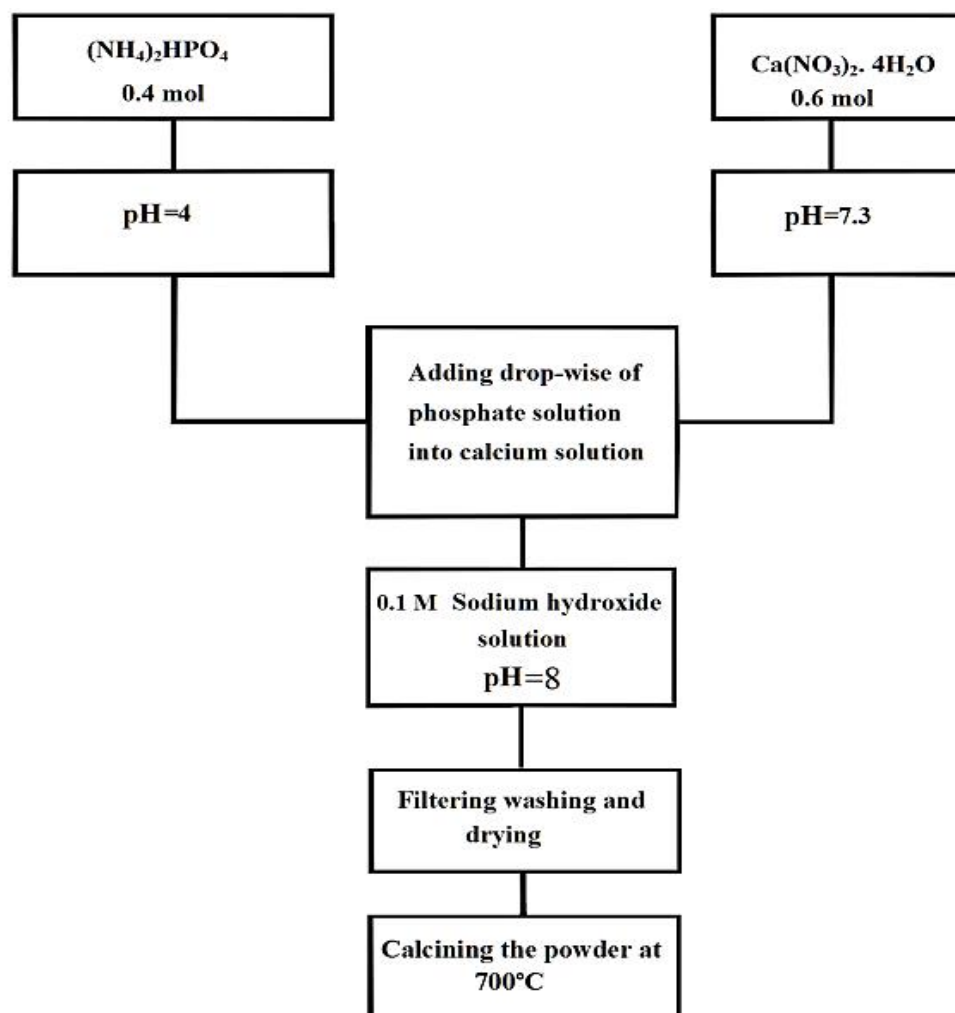 (NH₄)₂HPO₄
0.4 mol
Ca(NO₃)₂. 4H₂O
0.6 mol
pH=4
pH=7.3
Adding drop-wise of
phosphate solution
into calcium solution
0.1 M Sodium hydroxide
solution
pH=8
Filtering washing and
drying
Calcining the powder at
700°C